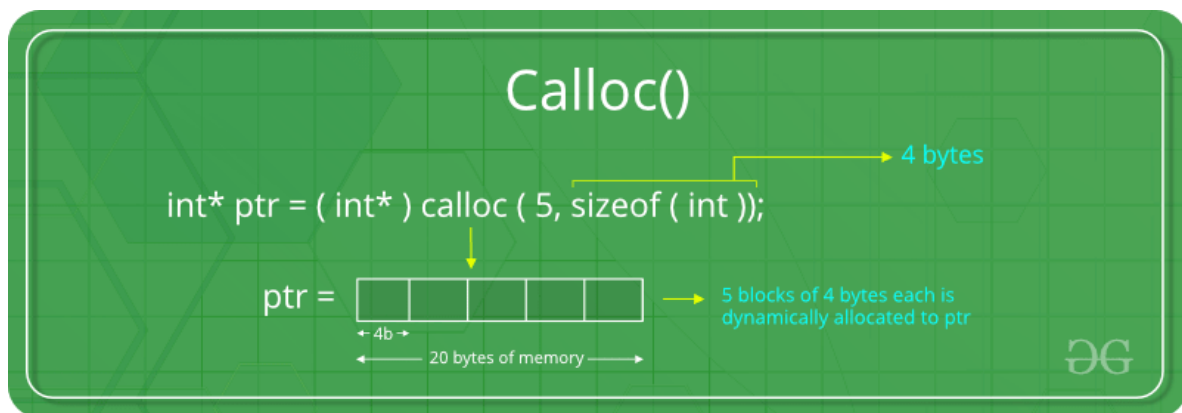 Calloc()
4 bytes
int* ptr = ( int* ) calloc ( 5, sizeof ( int ));
ptr =
5 blocks of 4 bytes each is
dynamically allocated to ptr
4b
20 bytes of memory